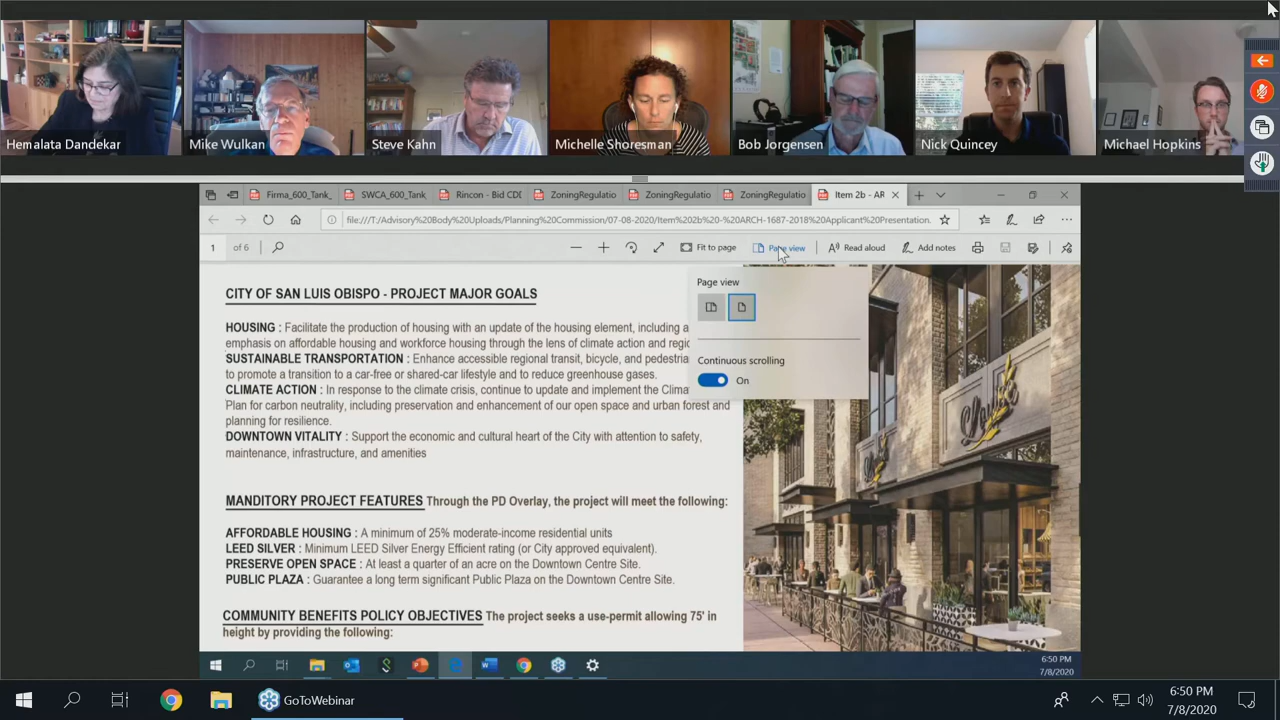 Hemalata Dandekar
Mike Wulkan
Steve Kahn
Michelle Shoresman
Bob Jorgensen
Nick Quincey
Michael Hopkins
Firma_600_Tank_
SWCA_600_Tank
Rincon - Bid CDD
ZoningRegulatio
ZoningRegulatio
ZoningRegulatio
Item 2b - AR
file:///T:/Advisory%20Body%20Uploads/Planning%20Commission/07-08-2020/Item%202b%20-%20ARCH-1687-2018%20Applicant%20Presentation.
1 of 6
Fit to page
Page view
Read aloud
Add notes
Page view
Continuous scrolling
On
CITY OF SAN LUIS OBISPO - PROJECT MAJOR GOALS
HOUSING : Facilitate the production of housing with an update of the housing element, including a
emphasis on affordable housing and workforce housing through the lens of climate action and regio
SUSTAINABLE TRANSPORTATION : Enhance accessible regional transit, bicycle, and pedestria
to promote a transition to a car-free or shared-car lifestyle and to reduce greenhouse gases.
CLIMATE ACTION : In response to the climate crisis, continue to update and implement the Clima
Plan for carbon neutrality, including preservation and enhancement of our open space and urban forest and
planning for resilience.
DOWNTOWN VITALITY : Support the economic and cultural heart of the City with attention to safety,
maintenance, infrastructure, and amenities
MANDITORY PROJECT FEATURES Through the PD Overlay, the project will meet the following:
AFFORDABLE HOUSING : A minimum of 25% moderate-income residential units
LEED SILVER : Minimum LEED Silver Energy Efficient rating (or City approved equivalent).
PRESERVE OPEN SPACE : At least a quarter of an acre on the Downtown Centre Site.
PUBLIC PLAZA : Guarantee a long term significant Public Plaza on the Downtown Centre Site.
COMMUNITY BENEFITS POLICY OBJECTIVES The project seeks a use-permit allowing 75' in
height by providing the following:
6:50 PM
7/8/2020
GoToWebinar
6:50 PM
7/8/2020